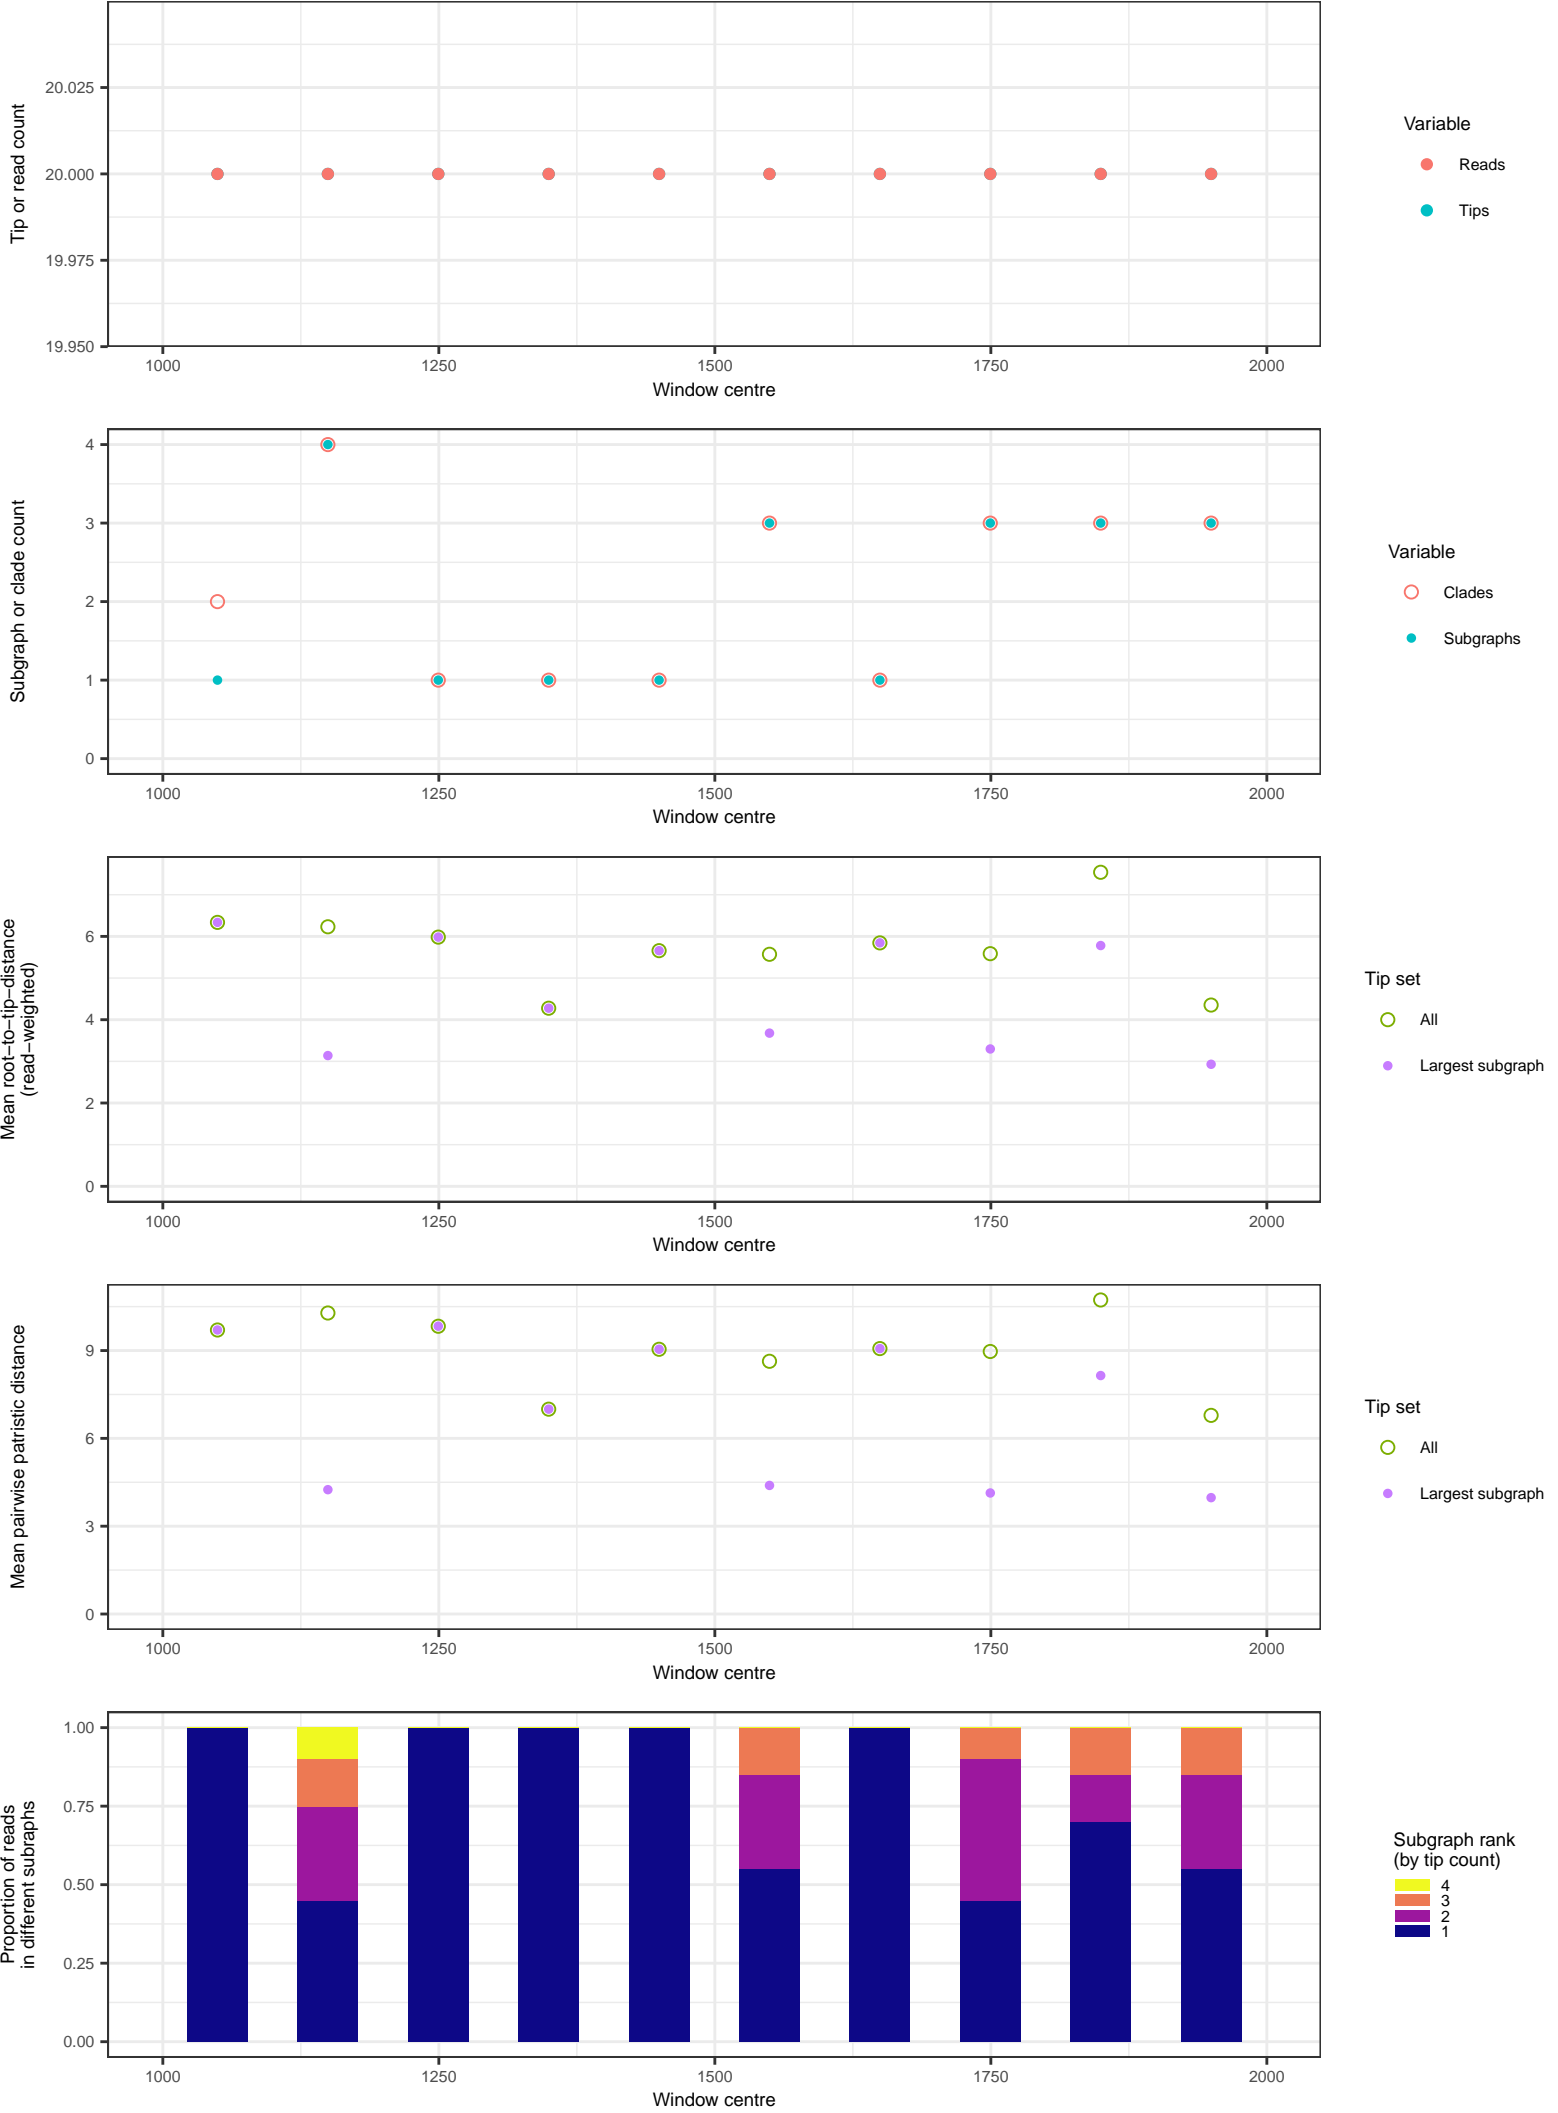 Tip or read count
20.025
20.000
19.975
19.950
1000 1250 1500 1750 2000
Window centre
Variable
Reads
Tips
Subgraph or clade count
4
3
2
1
0
1000 1250 1500 1750 2000
Window centre
Variable
Clades
Subgraphs
Mean root−to−tip−distance
(read−weighted)
6
4
2
0
1000 1250 1500 1750 2000
Window centre
Tip set
All
Largest subgraph
Mean pairwise patristic distance
9
6
3
0
1000 1250 1500 1750 2000
Window centre
Tip set
All
Largest subgraph
Proportion of reads
in different subraphs
1.00
0.75
0.50
0.25
0.00
1000 1250 1500 1750 2000
Window centre
Subgraph rank
(by tip count)
4
3
2
1